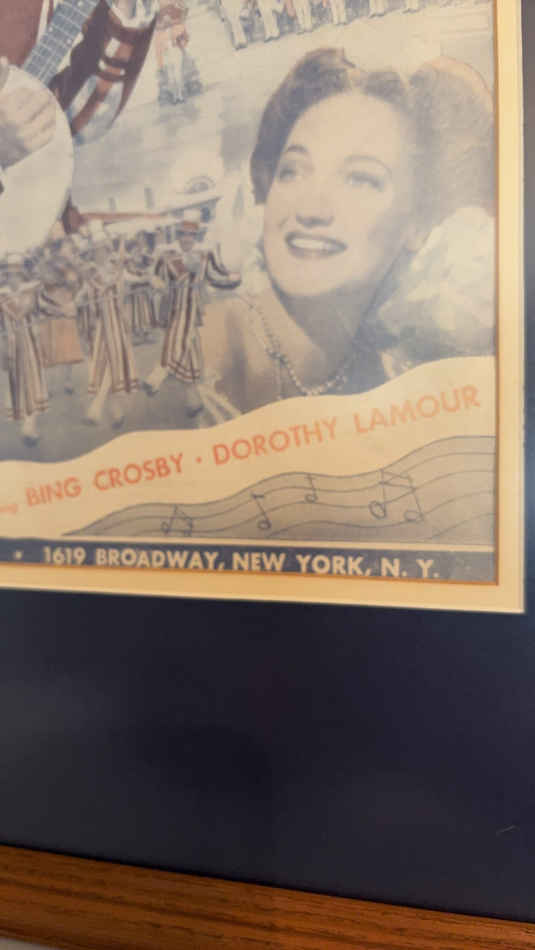 BING CROSBY · DOROTHY LAMOUR
* 1619 BROADWAY, NEW YORK, N. Y.